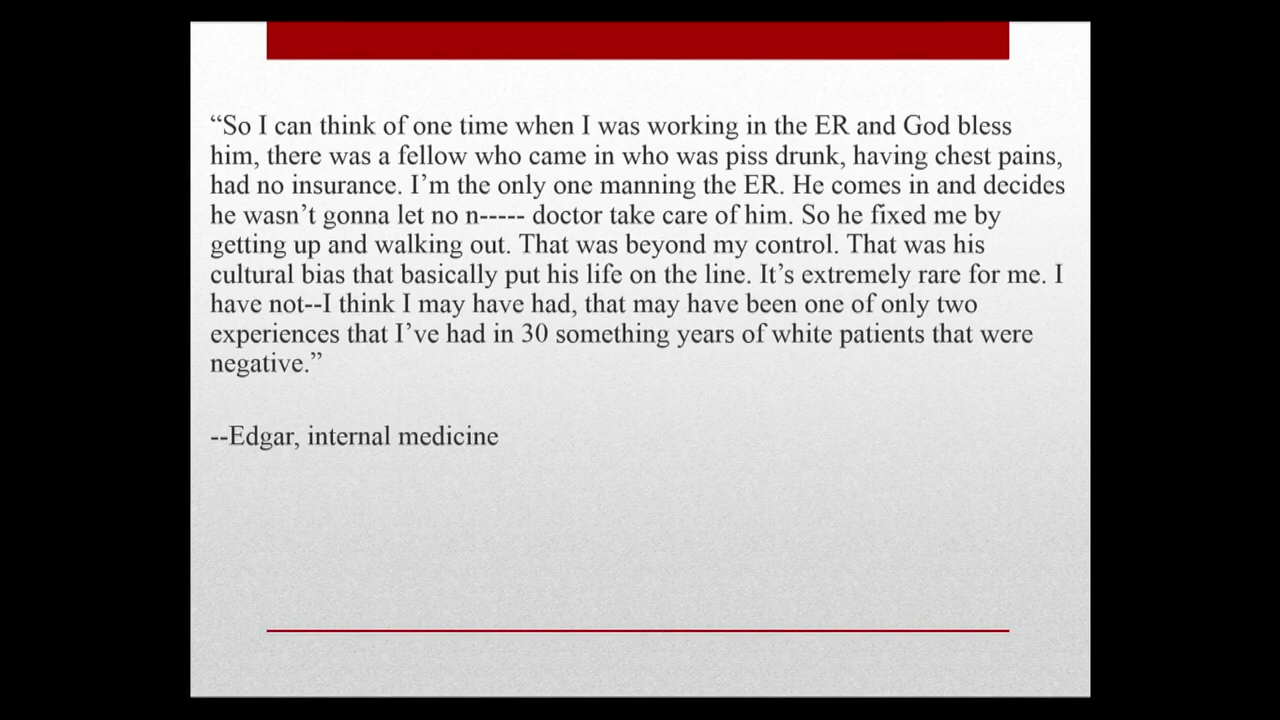 “So I can think of one time when I was working in the ER and God bless
him, there was a fellow who came in who was piss drunk, having chest pains,
had no insurance. I’m the only one manning the ER. He comes in and decides
he wasn’t gonna let no n----- doctor take care of him. So he fixed me by
getting up and walking out. That was beyond my control. That was his
cultural bias that basically put his life on the line. It’s extremely rare for me. I
have not--I think I may have had, that may have been one of only two
experiences that I’ve had in 30 something years of white patients that were
negative.”
--Edgar, internal medicine